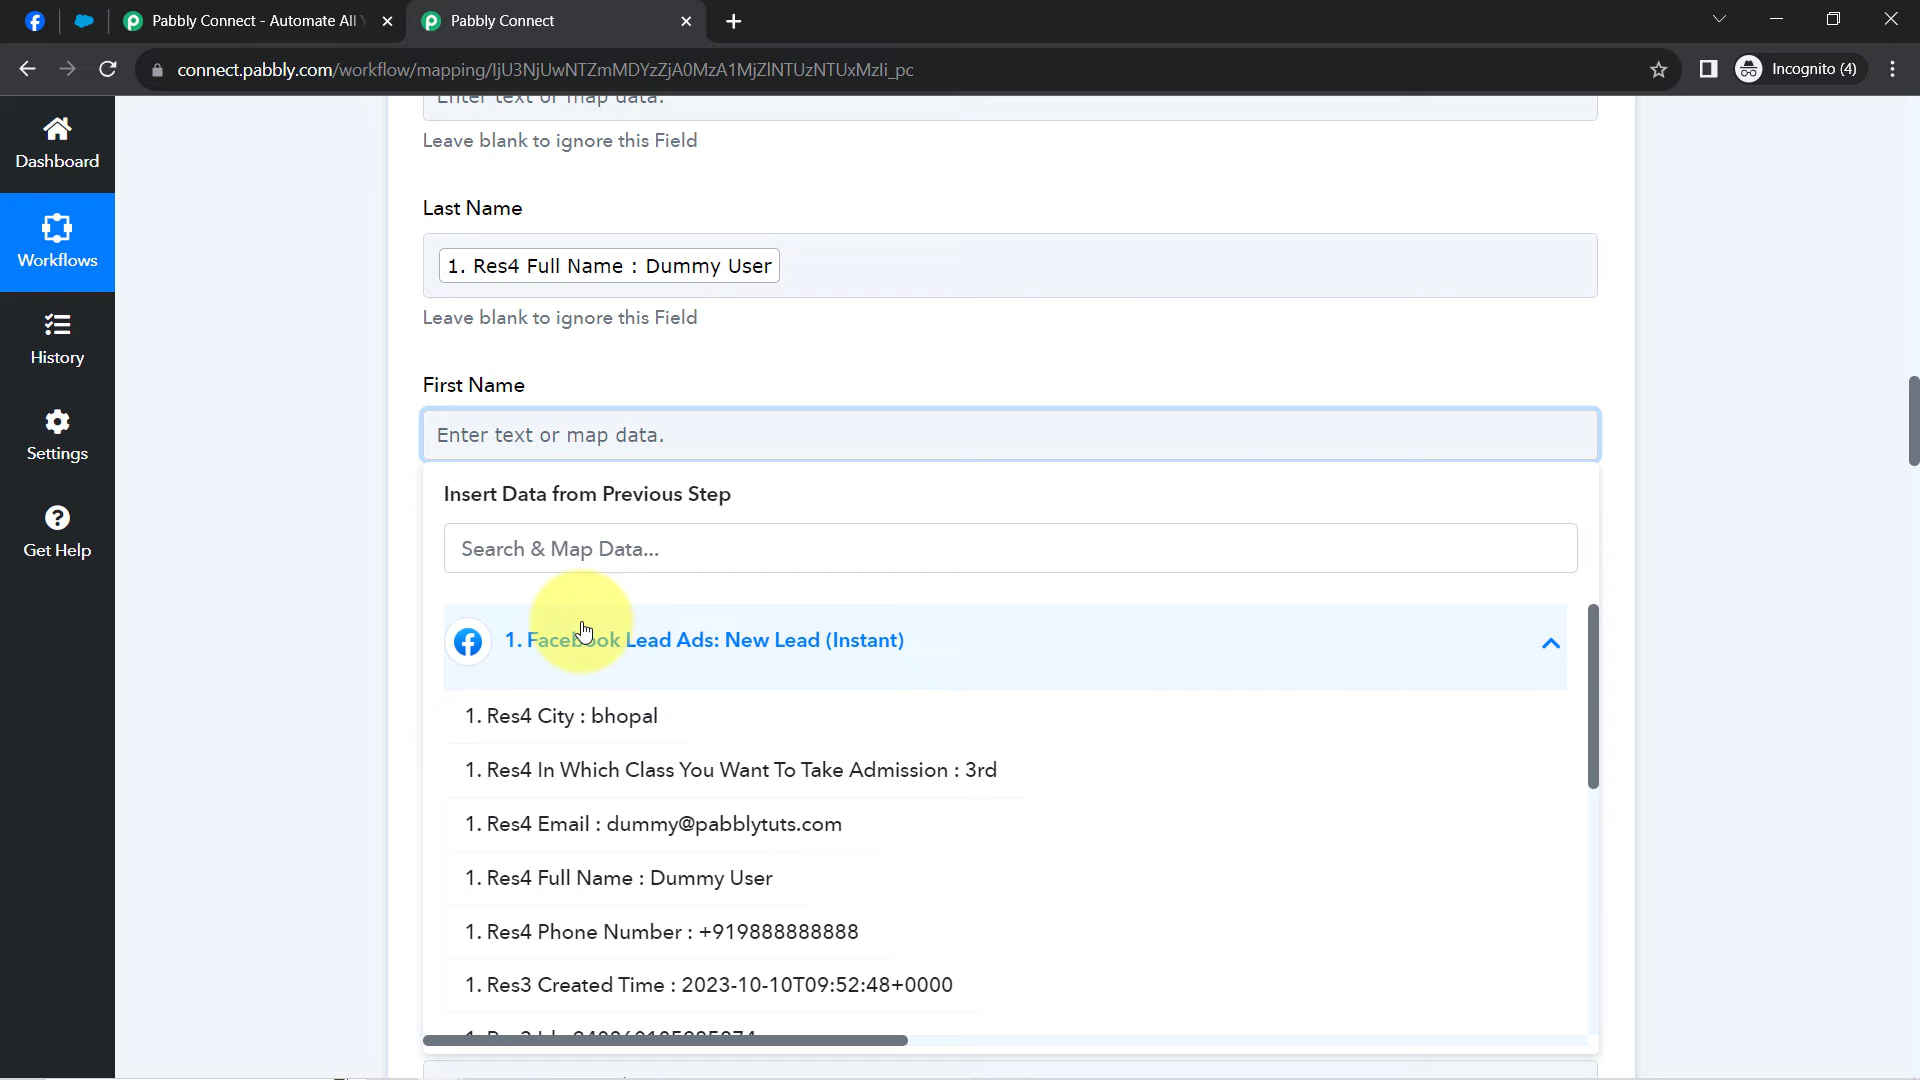 Pabbly Connect - Automate All Y
Pabbly Connect
connect.pabbly.com/workflow/mapping/IjU3NjUwNTZmMDYzZjA0MzA1MjZlNTUzNTUxMzIi_pc
Incognito (4)
Dashboard
Workflows
History
Settings
Get Help
Enter text or map data.
Leave blank to ignore this Field
Last Name
1. Res4 Full Name : Dummy User
Leave blank to ignore this Field
First Name
Enter text or map data.
Insert Data from Previous Step
Search & Map Data...
1. Facebook Lead Ads: New Lead (Instant)
1. Res4 City : bhopal
1. Res4 In Which Class You Want To Take Admission : 3rd
1. Res4 Email : dummy@pabblytuts.com
1. Res4 Full Name : Dummy User
1. Res4 Phone Number : +919888888888
1. Res3 Created Time : 2023-10-10T09:52:48+0000